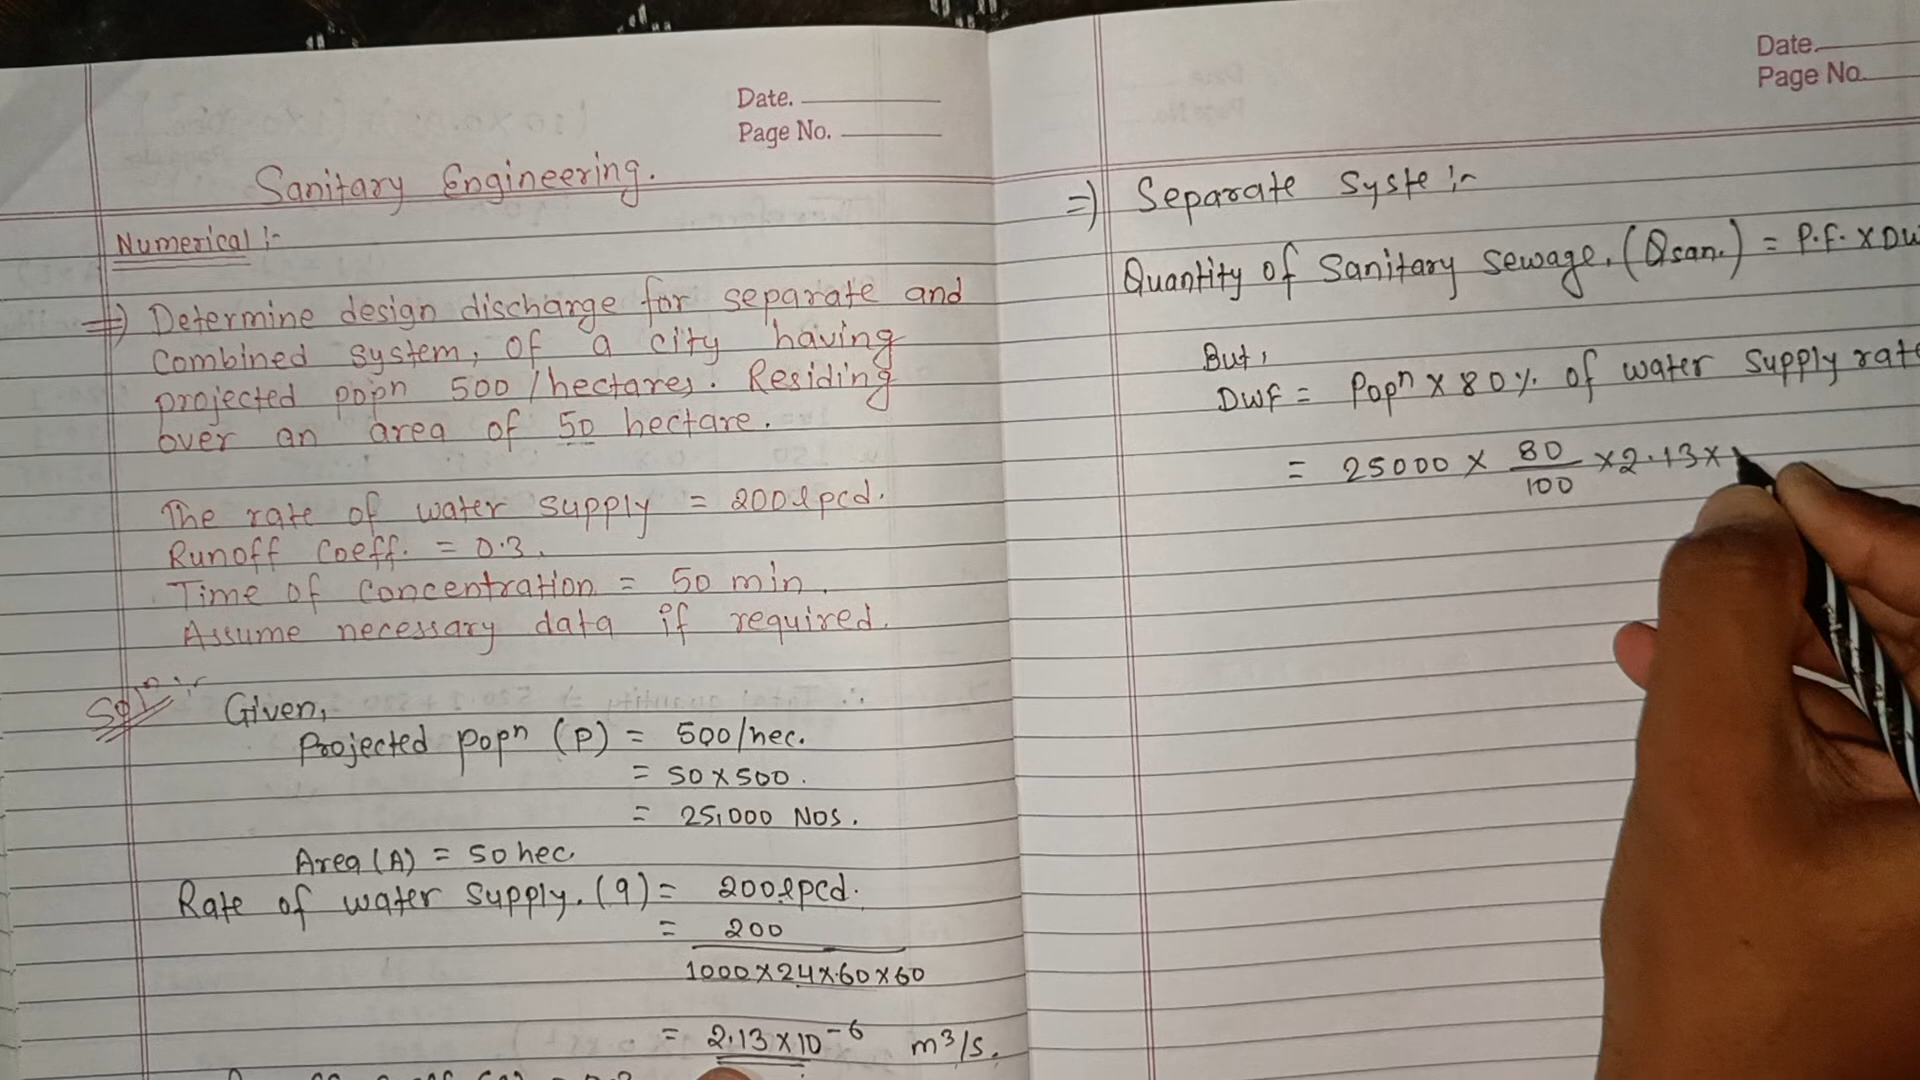 Date.
Page No.
Sanitary Engineering.
Numerical :-
=) Determine design discharge for separate and
Combined system, of a city having
projected popn 500 / hectares. Residing
over an area of 50 hectare.
The rate of water supply = 200 lpcd.
Runoff Coeff. = 0.3.
Time of Concentration = 50 min.
Assume necessary data if required.
Soln :-
Given,
Projected popn (P) = 500/hec.
= 50 x 500.
= 25,000 Nos.
Area (A) = 50 hec.
Rate of water supply. (q) = 200 lpcd.
= 200
1000 x 24 x 60 x 60
= 2.13 x 10-6 m3/s.
Date.
Page No.
=) Separate Syste :-
Quantity of Sanitary sewage. (Qsan.) = P.F. x
But,
DWF = Popn x 80% of water supply rate
= 25000 x 80/100 x 2.13 x